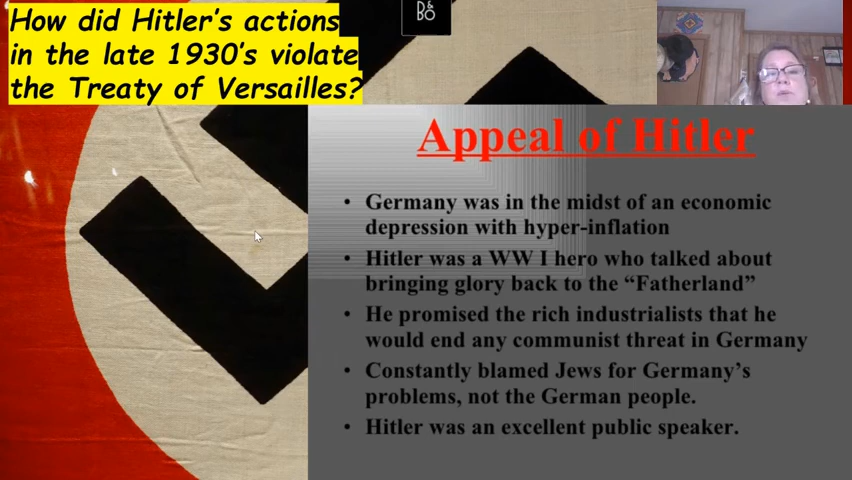 How did Hitler's actions
in the late 1930's violate
the Treaty of Versailles?
B&O
Appeal of Hitler
• Germany was in the midst of an economic
depression with hyper-inflation
• Hitler was a WW I hero who talked about
bringing glory back to the “Fatherland”
• He promised the rich industrialists that he
would end any communist threat in Germany
• Constantly blamed Jews for Germany’s
problems, not the German people.
• Hitler was an excellent public speaker.